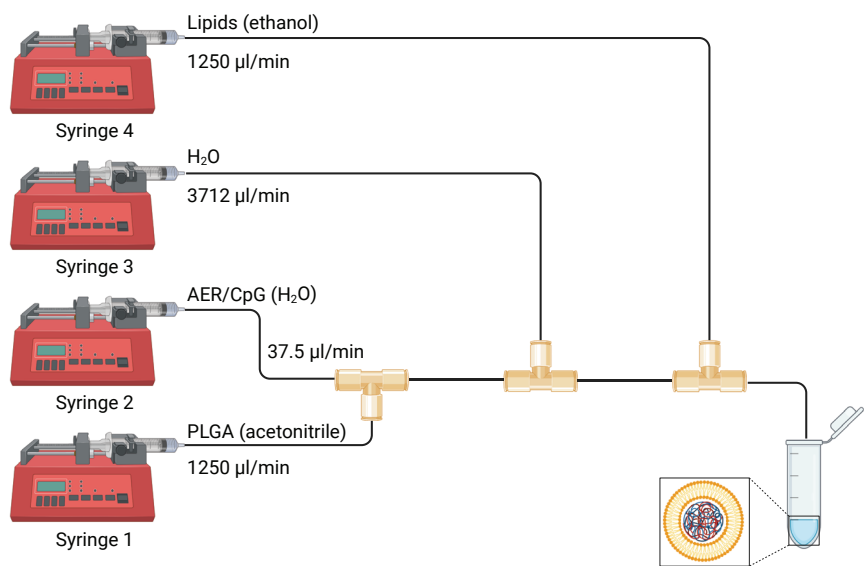 Lipids (ethanol)
1250 µl/min
Syringe 4
H₂O
3712 µl/min
Syringe 3
AER/CpG (H₂O)
37.5 µl/min
Syringe 2
PLGA (acetonitrile)
1250 µl/min
Syringe 1